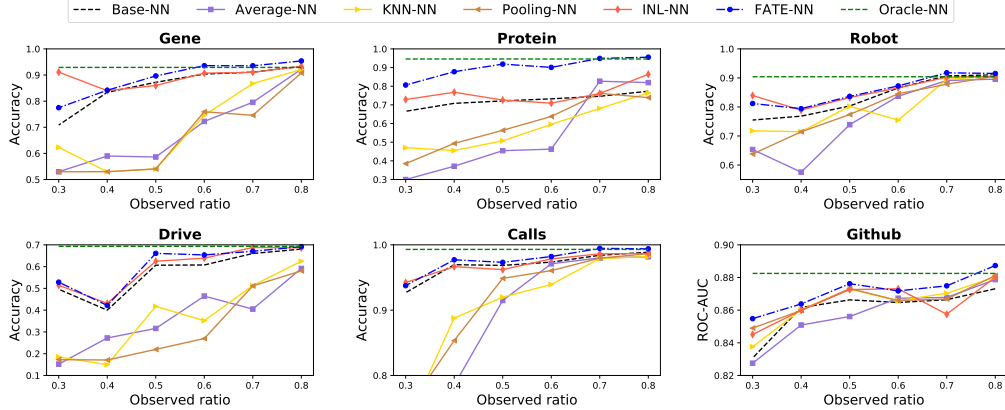 Base-NN Average-NN KNN-NN Pooling-NN INL-NN FATE-NN Oracle-NN
Gene
1.0
0.9
0.8
0.7
0.6
0.5
Accuracy
0.3 0.4 0.5 0.6 0.7 0.8
Observed ratio
Protein
1.0
0.9
0.8
0.7
0.6
0.5
0.4
0.3
Accuracy
0.3 0.4 0.5 0.6 0.7 0.8
Observed ratio
Robot
1.0
0.9
0.8
0.7
0.6
Accuracy
0.3 0.4 0.5 0.6 0.7 0.8
Observed ratio
Drive
0.7
0.6
0.5
0.4
0.3
0.2
0.1
Accuracy
0.3 0.4 0.5 0.6 0.7 0.8
Observed ratio
Calls
1.0
0.9
0.8
Accuracy
0.3 0.4 0.5 0.6 0.7 0.8
Observed ratio
Github
0.90
0.88
0.86
0.84
0.82
ROC-AUC
0.3 0.4 0.5 0.6 0.7 0.8
Observed ratio